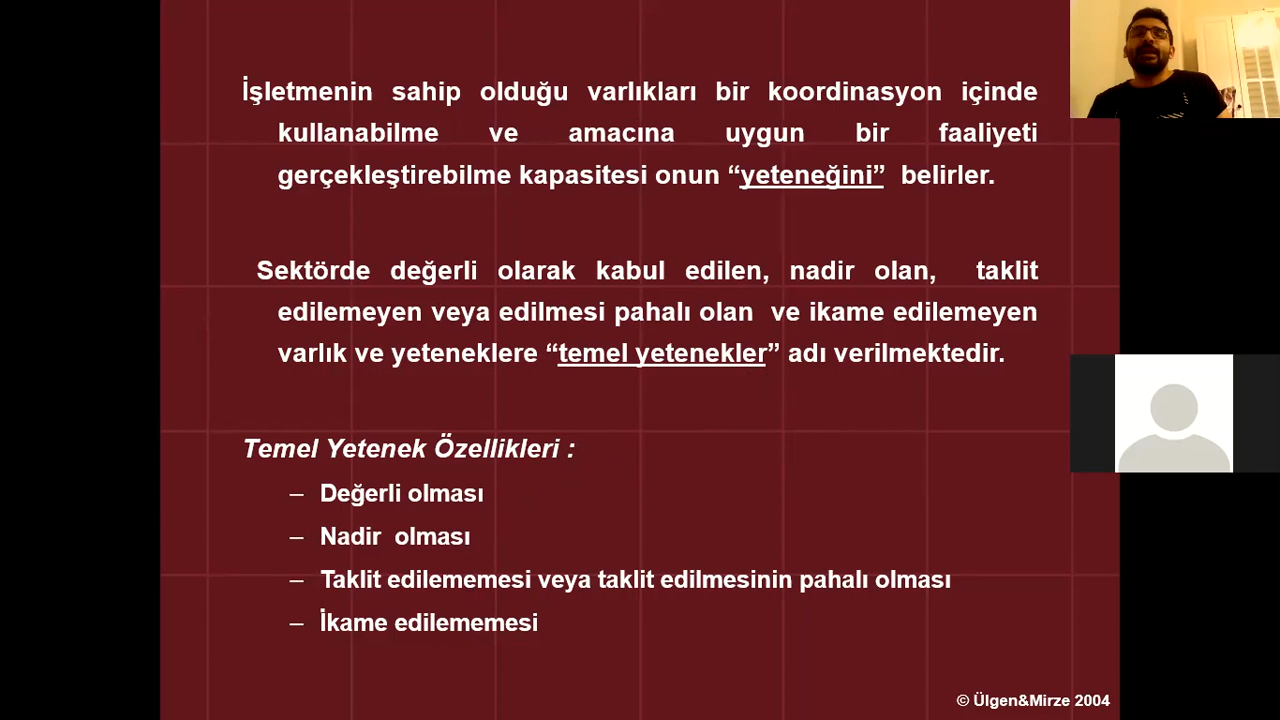 İşletmenin sahip olduğu varlıkları bir koordinasyon içinde
kullanabilme ve amacına uygun bir faaliyeti
gerçekleştirebilme kapasitesi onun “yeteneğini” belirler.
Sektörde değerli olarak kabul edilen, nadir olan, taklit
edilemeyen veya edilmesi pahalı olan ve ikame edilemeyen
varlık ve yeteneklere “temel yetenekler” adı verilmektedir.
Temel Yetenek Özellikleri :
– Değerli olması
– Nadir olması
– Taklit edilememesi veya taklit edilmesinin pahalı olması
– İkame edilememesi
© Ülgen&Mirze 2004